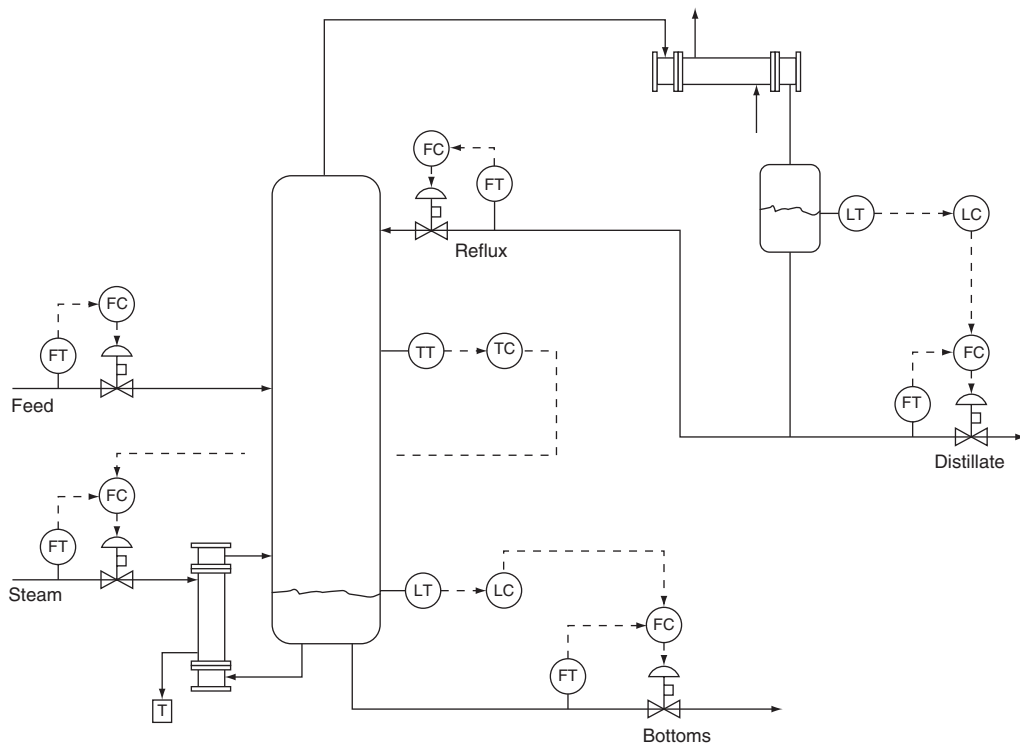 FC
FT
Reflux
LT
LC
FC
FT
Feed
TT
TC
FC
FT
Distillate
FC
FT
Steam
LT
LC
FC
FT
T
Bottoms